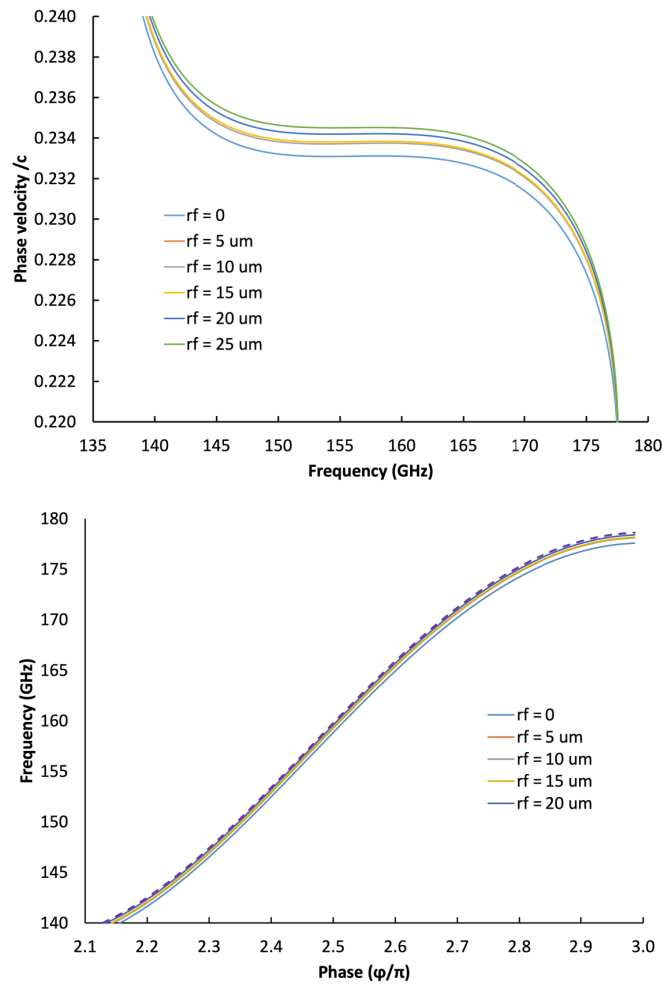 0.240
0.238
0.236
0.234
0.232
0.230
0.228
0.226
0.224
0.222
0.220
Phase velocity /c
rf = 0
rf = 5 um
rf = 10 um
rf = 15 um
rf = 20 um
rf = 25 um
135 140 145 150 155 160 165 170 175 180
Frequency (GHz)
180
175
170
165
160
155
150
145
140
Frequency (GHz)
rf = 0
rf = 5 um
rf = 10 um
rf = 15 um
rf = 20 um
2.1 2.2 2.3 2.4 2.5 2.6 2.7 2.8 2.9 3.0
Phase (φ/π)